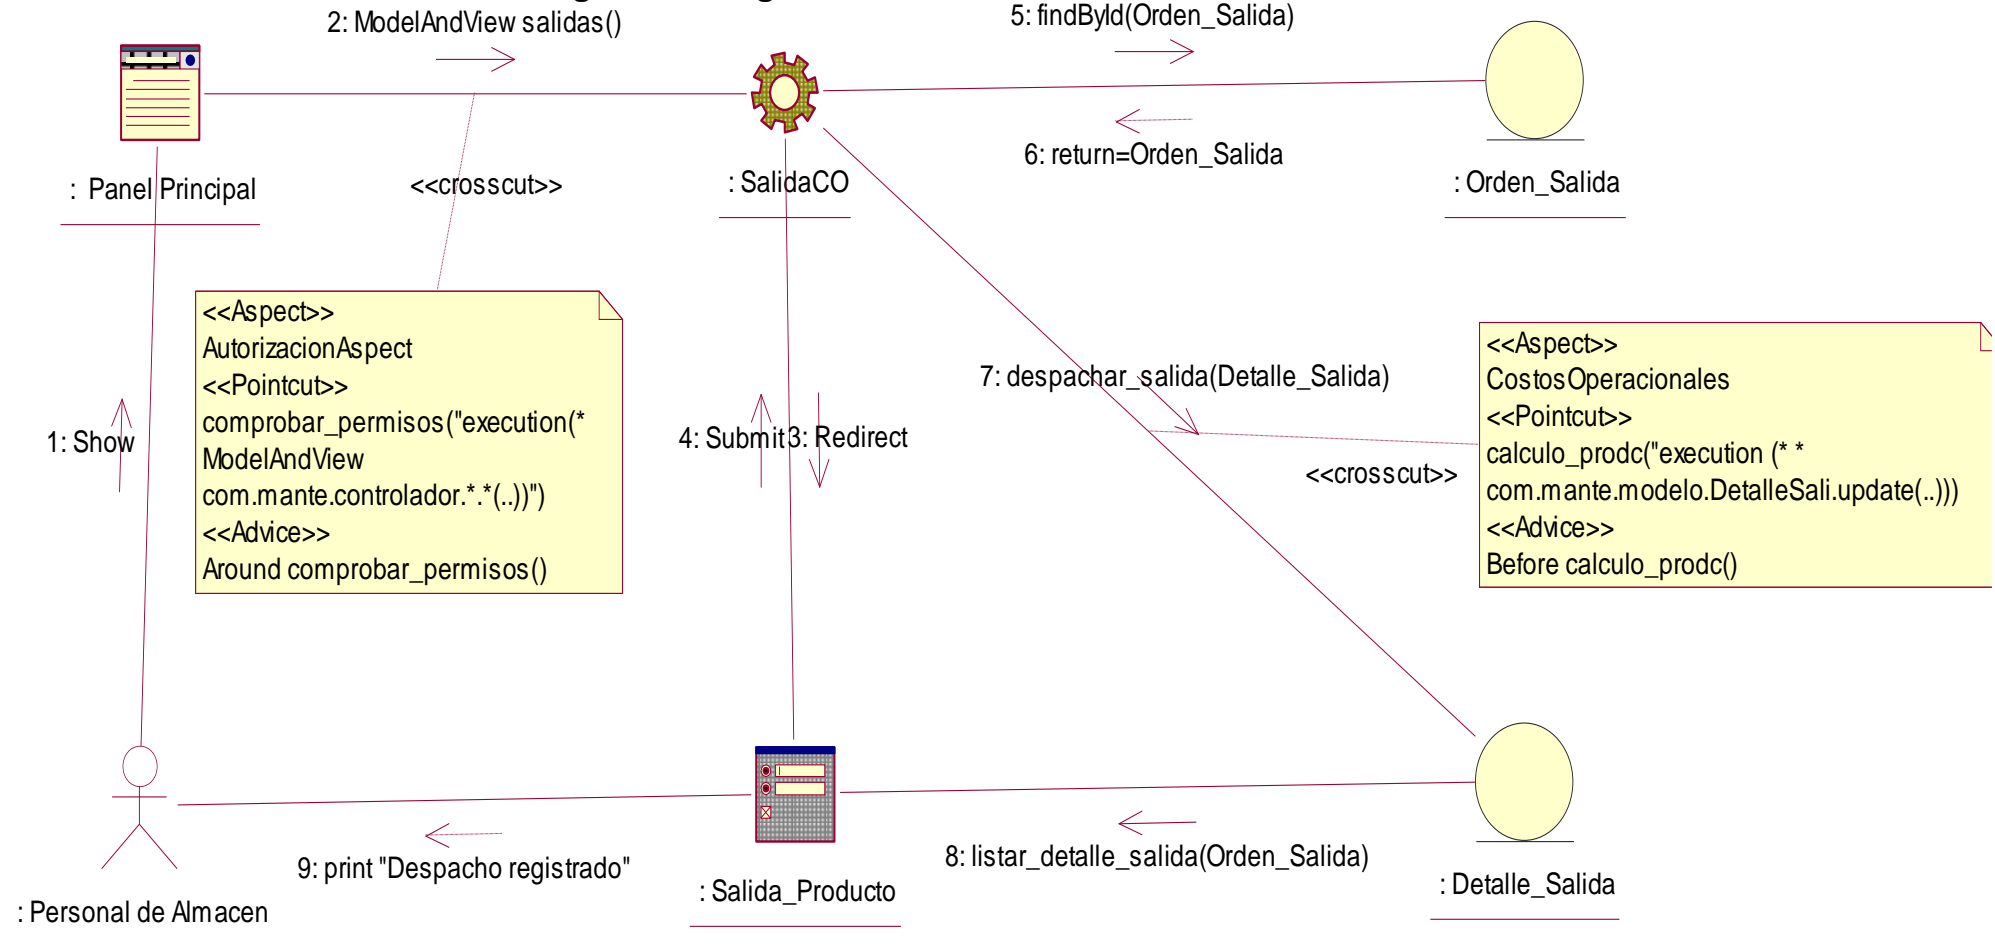 2: ModelAndView salidas()
5: findById(Orden_Salida)
6: return=Orden_Salida
: Panel Principal
<<crosscut>>
: SalidaCO
: Orden_Salida
<<Aspect>>
AutorizacionAspect
<<Pointcut>>
comprobar_permisos("execution(*
ModelAndView
com.mante.controlador.*.*(..))")
<<Advice>>
Around comprobar_permisos()
1: Show
4: Submit
3: Redirect
7: despachar_salida(Detalle_Salida)
<<crosscut>>
<<Aspect>>
CostosOperacionales
<<Pointcut>>
calculo_prodc("execution (* *
com.mante.modelo.DetalleSali.update(..)))
<<Advice>>
Before calculo_prodc()
9: print "Despacho registrado"
8: listar_detalle_salida(Orden_Salida)
: Personal de Almacen
: Salida_Producto
: Detalle_Salida